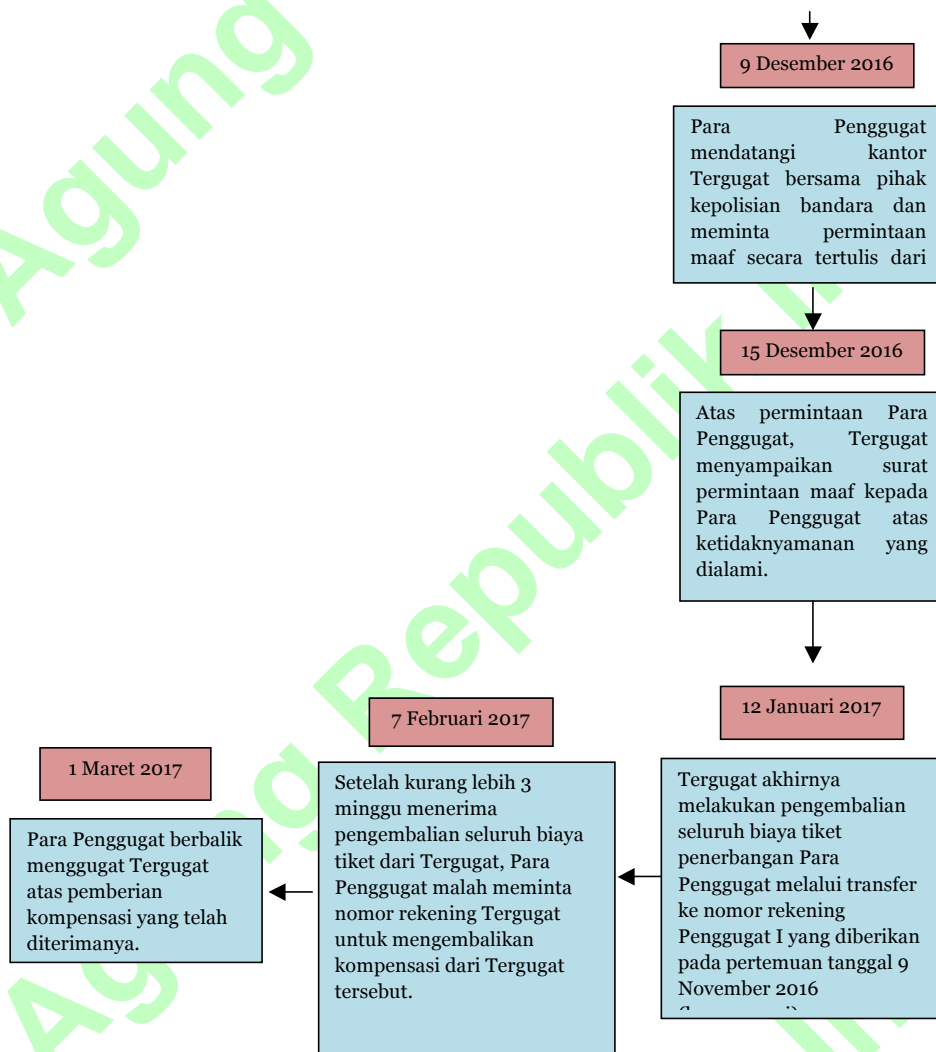 9 Desember 2016
Para Penggugat
mendatangi kantor
Tergugat bersama pihak
kepolisian bandara dan
meminta permintaan
maaf secara tertulis dari
15 Desember 2016
Atas permintaan Para
Penggugat, Tergugat
menyampaikan surat
permintaan maaf kepada
Para Penggugat atas
ketidaknyamanan yang
dialami.
12 Januari 2017
Tergugat akhirnya
melakukan pengembalian
seluruh biaya tiket
penerbangan Para
Penggugat melalui transfer
ke nomor rekening
Penggugat I yang diberikan
pada pertemuan tanggal 9
November 2016
7 Februari 2017
Setelah kurang lebih 3
minggu menerima
pengembalian seluruh biaya
tiket dari Tergugat, Para
Penggugat malah meminta
nomor rekening Tergugat
untuk mengembalikan
kompensasi dari Tergugat
tersebut.
1 Maret 2017
Para Penggugat berbalik
menggugat Tergugat
atas pemberian
kompensasi yang telah
diterimanya.
Agung
Agung Republik